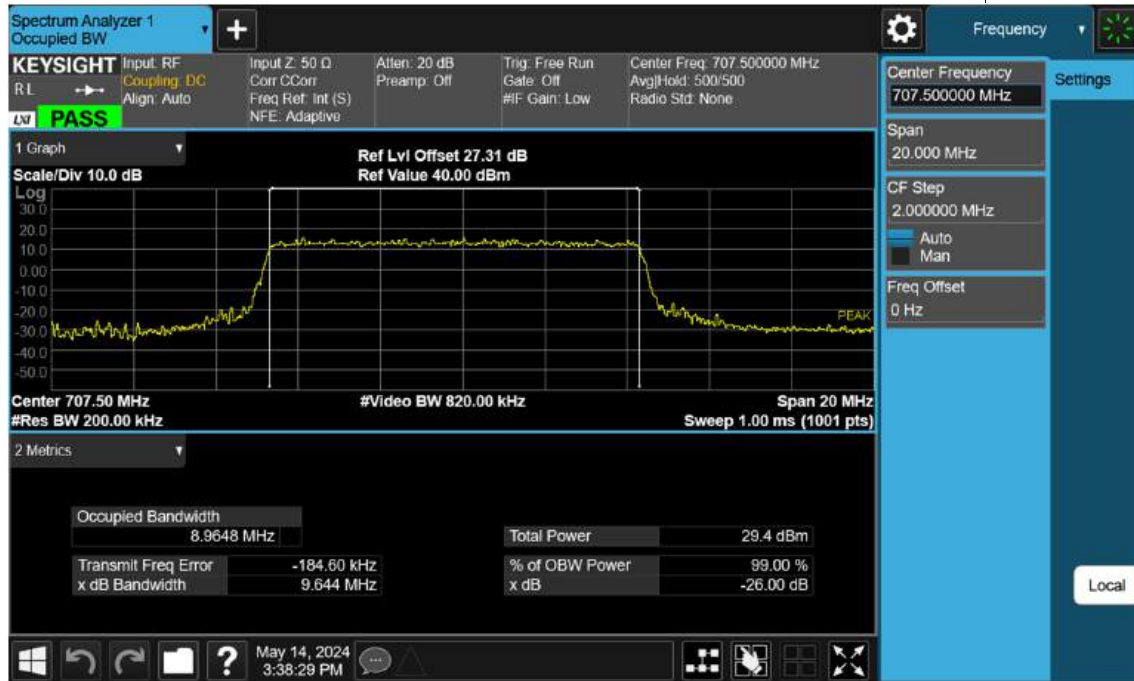 Spectrum Analyzer 1
Occupied BW
+
Frequency
KEYSIGHT
R L
LXI PASS
Input: RF
Coupling: DC
Align: Auto
Input Z: 50 Ω
Corr CCorr
Freq Ref: Int (S)
NFE: Adaptive
Atten: 20 dB
Preamp: Off
Trig: Free Run
Gate: Off
#IF Gain: Low
Center Freq: 707.500000 MHz
Avg|Hold: 500/500
Radio Std: None
Center Frequency
707.500000 MHz
Settings
Span
20.000 MHz
CF Step
2.000000 MHz
Auto
Man
Freq Offset
0 Hz
1 Graph
Scale/Div 10.0 dB
Ref Lvl Offset 27.31 dB
Ref Value 40.00 dBm
Log
30.0
20.0
10.0
0.00
-10.0
-20.0
-30.0
-40.0
-50.0
PEAK
Center 707.50 MHz
#Video BW 820.00 kHz
Span 20 MHz
#Res BW 200.00 kHz
Sweep 1.00 ms (1001 pts)
2 Metrics
Occupied Bandwidth
8.9648 MHz
Total Power 29.4 dBm
Transmit Freq Error -184.60 kHz
% of OBW Power 99.00 %
x dB Bandwidth 9.644 MHz
x dB -26.00 dB
Local
?
May 14, 2024
3:38:29 PM